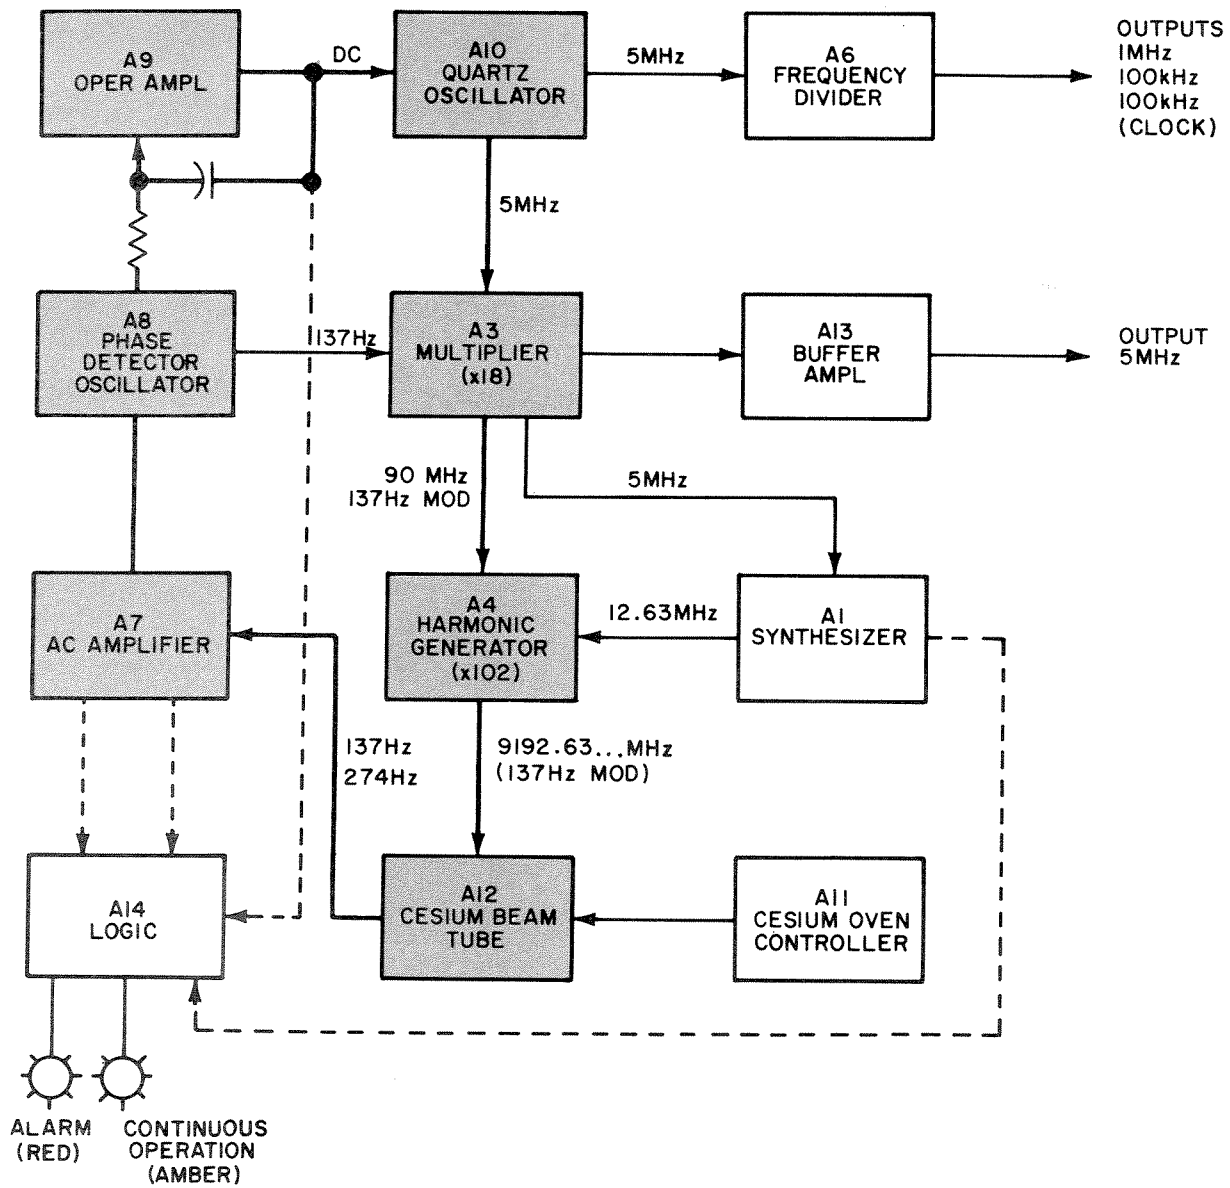 A9
OPER AMPL
DC
A10
QUARTZ
OSCILLATOR
5MHz
A6
FREQUENCY
DIVIDER
OUTPUTS
1MHz
100kHz
100kHz
(CLOCK)
5MHz
A8
PHASE
DETECTOR
OSCILLATOR
137Hz
A3
MULTIPLIER
(x18)
A13
BUFFER
AMPL
OUTPUT
5MHz
90 MHz
137Hz MOD
5MHz
A7
AC AMPLIFIER
A4
HARMONIC
GENERATOR
(x102)
12.63MHz
A1
SYNTHESIZER
137Hz
274Hz
9192.63...MHz
(137Hz MOD)
A14
LOGIC
A12
CESIUM BEAM
TUBE
A11
CESIUM OVEN
CONTROLLER
ALARM
(RED)
CONTINUOUS
OPERATION
(AMBER)